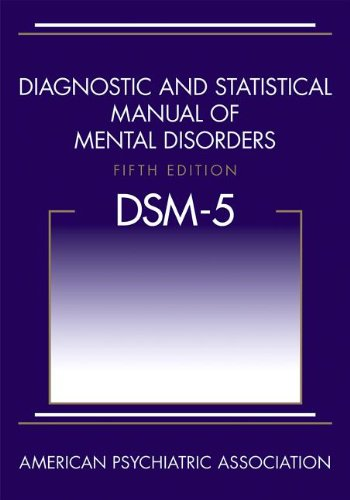 DIAGNOSTIC AND STATISTICAL
MANUAL OF
MENTAL DISORDERS
FIFTH EDITION
DSM-5
AMERICAN PSYCHIATRIC ASSOCIATION